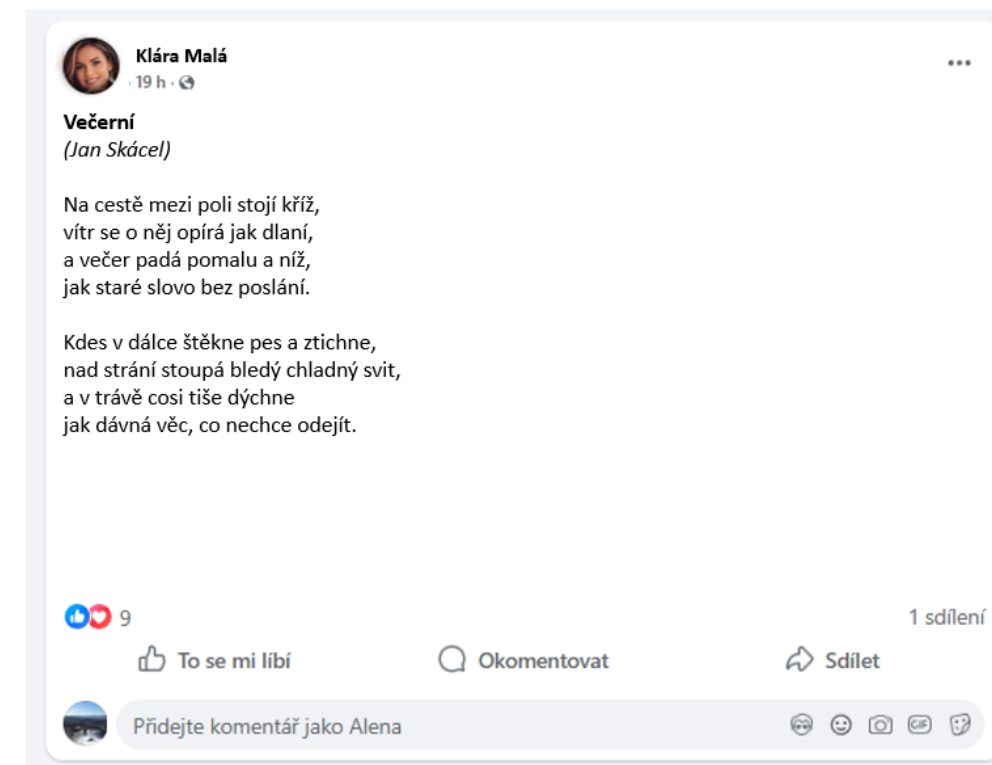 Klára Malá
· 19 h ·
Večerní
(Jan Skácel)
Na cestě mezi poli stojí kříž,
vítr se o něj opírá jak dlaní,
a večer padá pomalu a níž,
jak staré slovo bez poslání.
Kdes v dálce štěkne pes a ztichne,
nad strání stoupá bledý chladný svit,
a v trávě cosi tiše dýchne
jak dávná věc, co nechce odejít.
9 1 sdílení
To se mi líbí Okomentovat Sdílet
Přidejte komentář jako Alena GIF